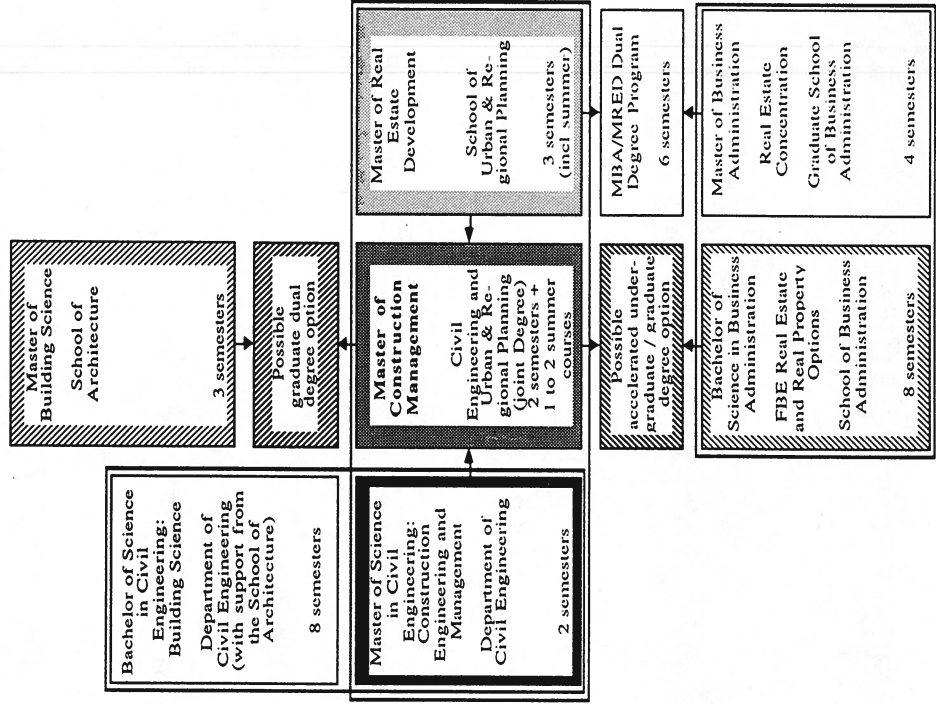 Bachelor of Science
in Civil
Engineering:
Building Science
Department of
Civil Engineering
(with support from
the School of
Architecture)
8 semesters
Master of Science
in Civil
Engineering:
Construction
Engineering and
Management
Department of
Civil Engineering
2 semesters
Master of
Building Science
School of
Architecture
3 semesters
Possible
graduate dual
degree option
Master of
Construction
Management
Civil
Engineering and
Urban & Re-
gional Planning
(joint Degree)
2 semesters +
1 to 2 summer
courses
Possible
accelerated under-
graduate / graduate
degree option
Bachelor of
Science in Business
Administration
FBE Real Estate
and Real Property
Options
School of Business
Administration
8 semesters
Master of Real
Estate
Development
School of
Urban & Re-
gional Planning
3 semesters
(incl summer)
MBA/MRED Dual
Degree Program
6 semesters
Master of Business
Administration
Real Estate
Concentration
Graduate School
of Business
Administration
4 semesters